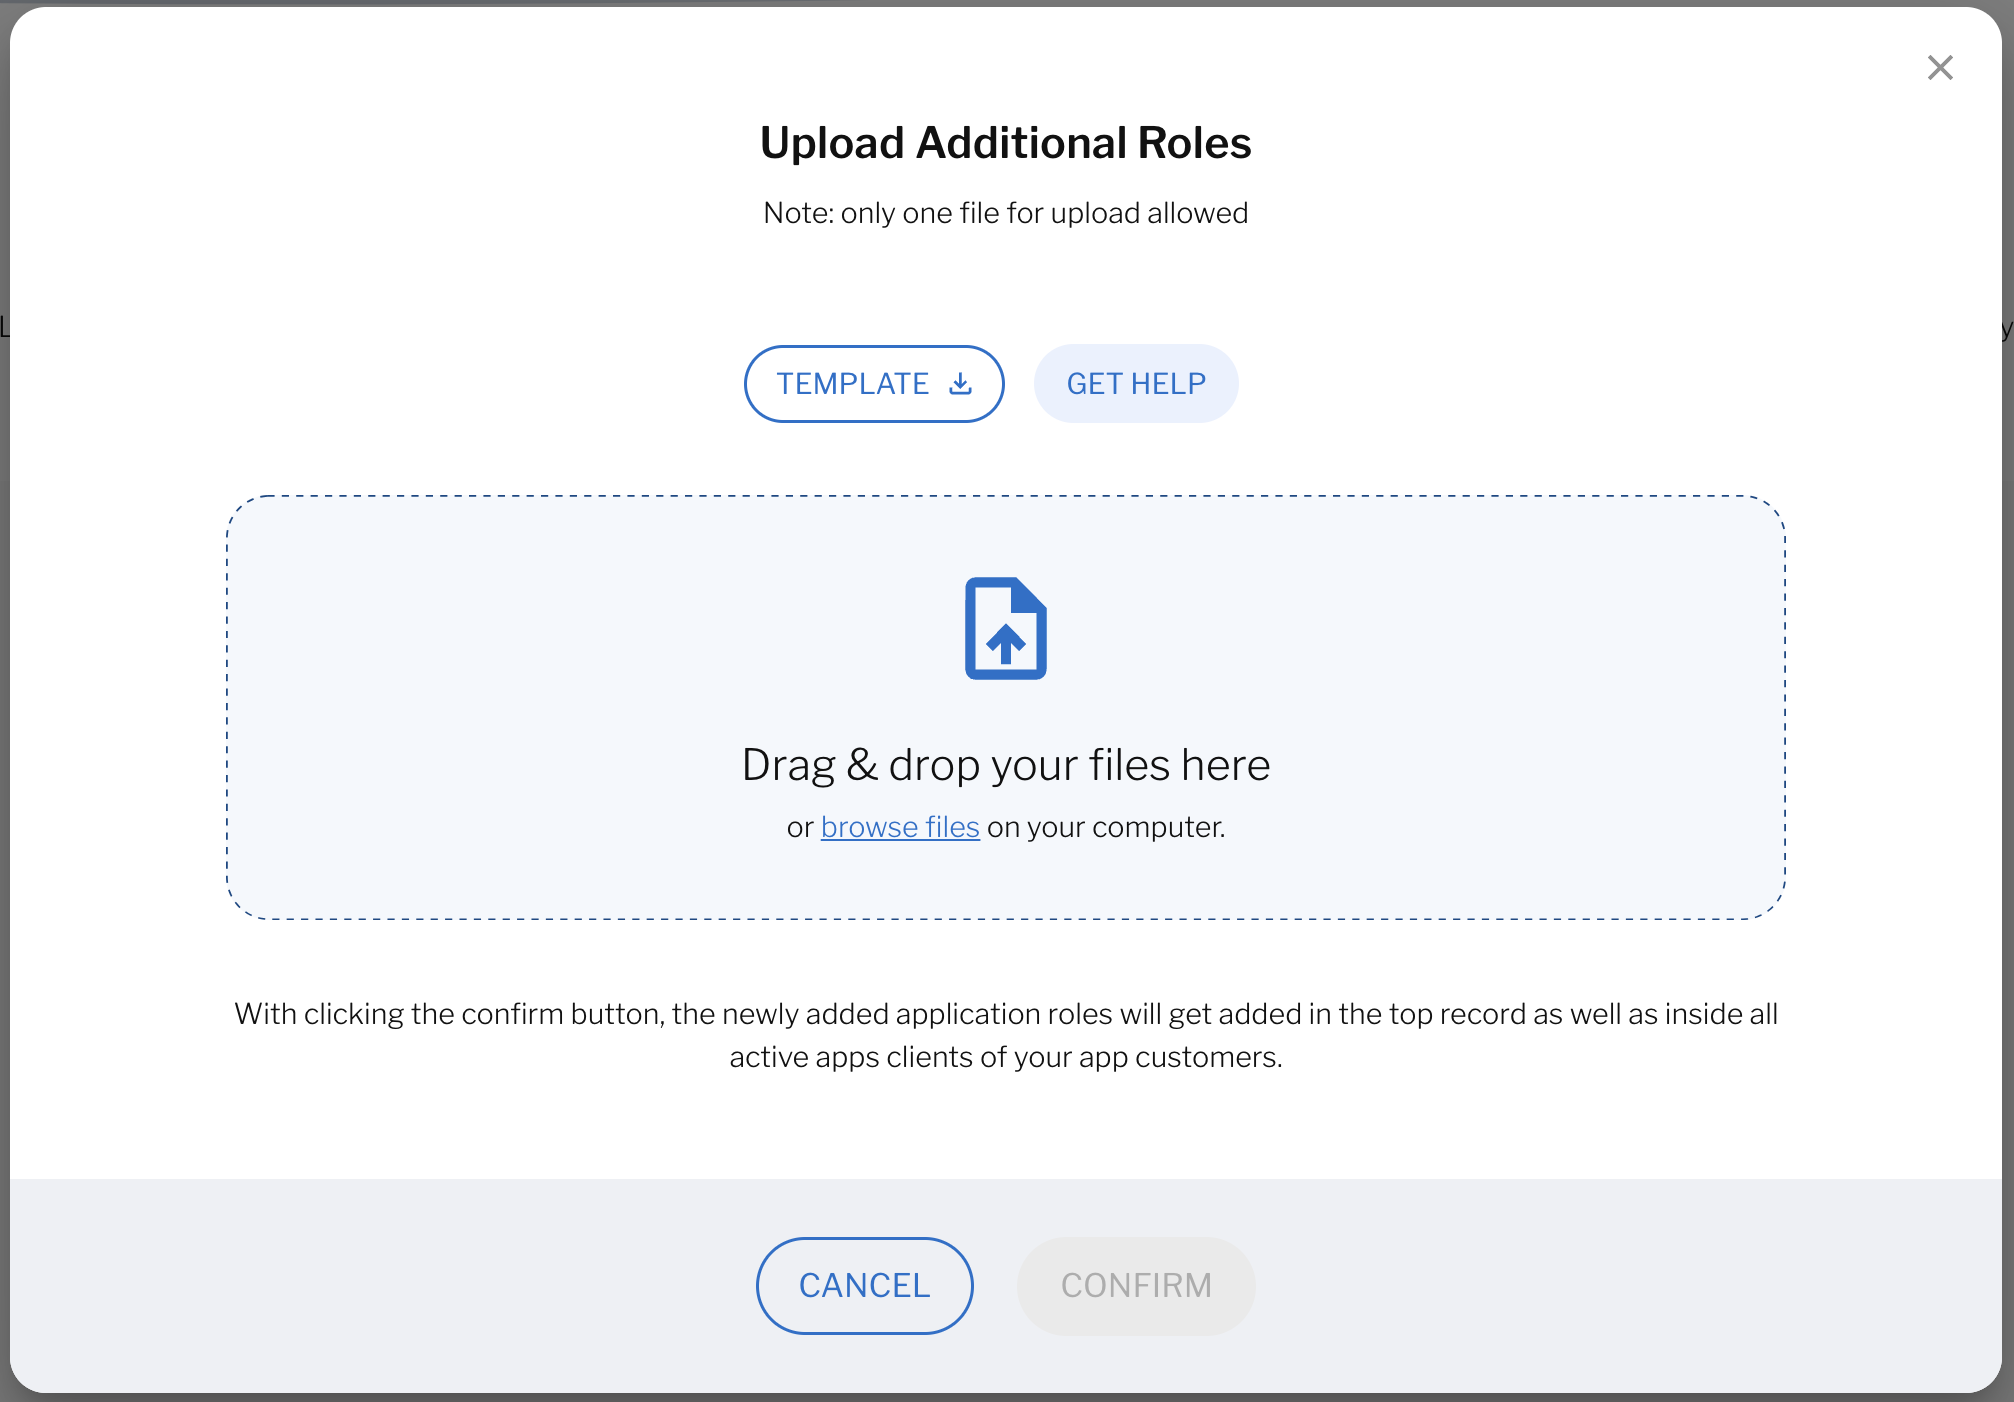 Upload Additional Roles
Note: only one file for upload allowed
TEMPLATE
GET HELP
Drag & drop your files here
or browse files on your computer.
With clicking the confirm button, the newly added application roles will get added in the top record as well as inside all
active apps clients of your app customers.
CANCEL
CONFIRM